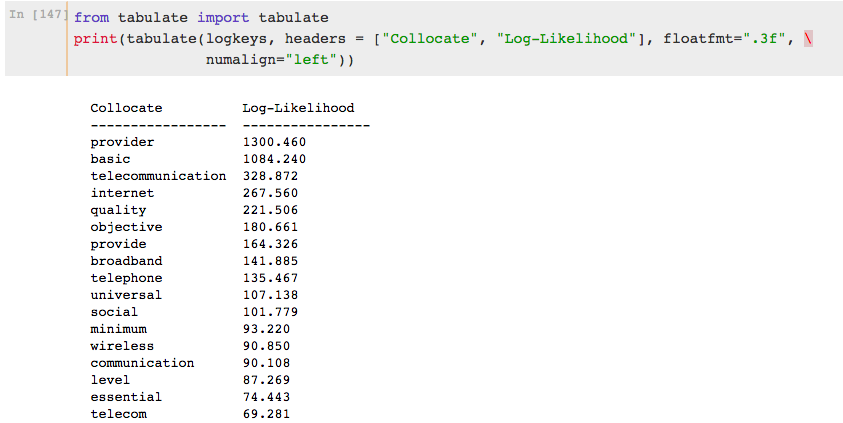 In [147]
from tabulate import tabulate
print(tabulate(logkeys, headers = ["Collocate", "Log-Likelihood"], floatfmt=".3f", \
numalign="left"))
Collocate Log-Likelihood
----------------- ----------------
provider 1300.460
basic 1084.240
telecommunication 328.872
internet 267.560
quality 221.506
objective 180.661
provide 164.326
broadband 141.885
telephone 135.467
universal 107.138
social 101.779
minimum 93.220
wireless 90.850
communication 90.108
level 87.269
essential 74.443
telecom 69.281